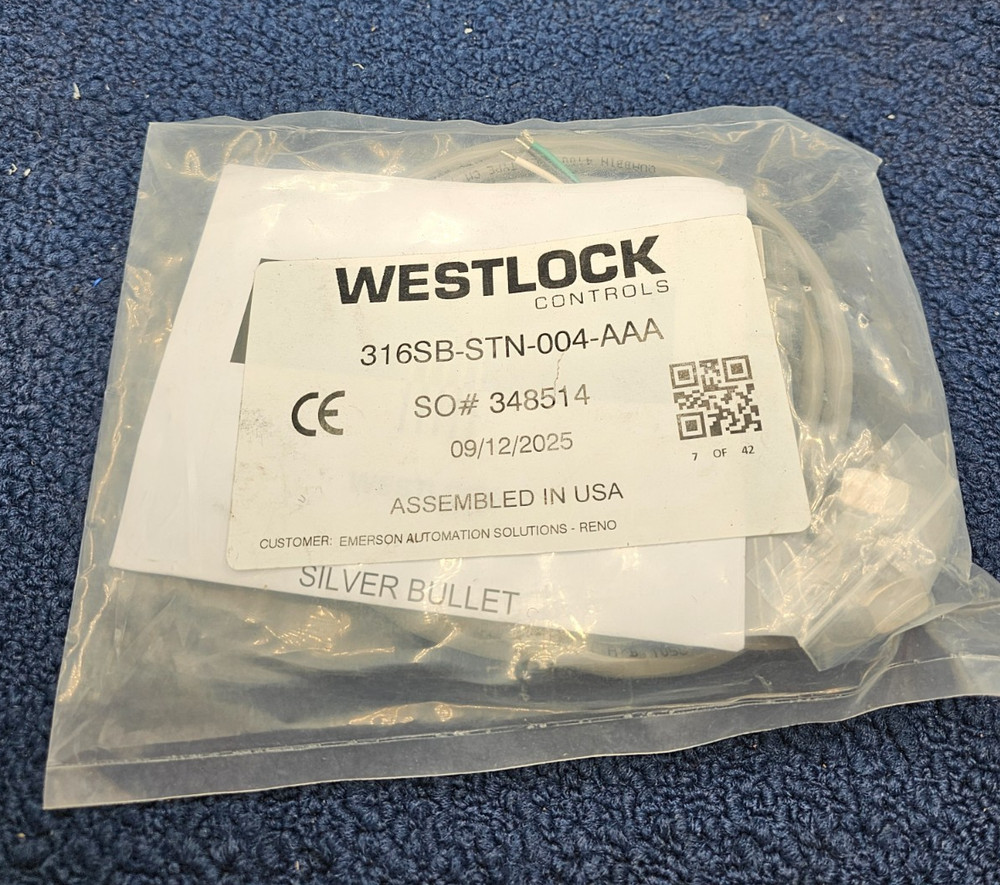 WESTLOCK
CONTROLS
316SB-STN-004-AAA
CE
SO# 348514
09/12/2025
7 OF 42
ASSEMBLED IN USA
CUSTOMER: EMERSON AUTOMATION SOLUTIONS - RENO
SILVER BULLET